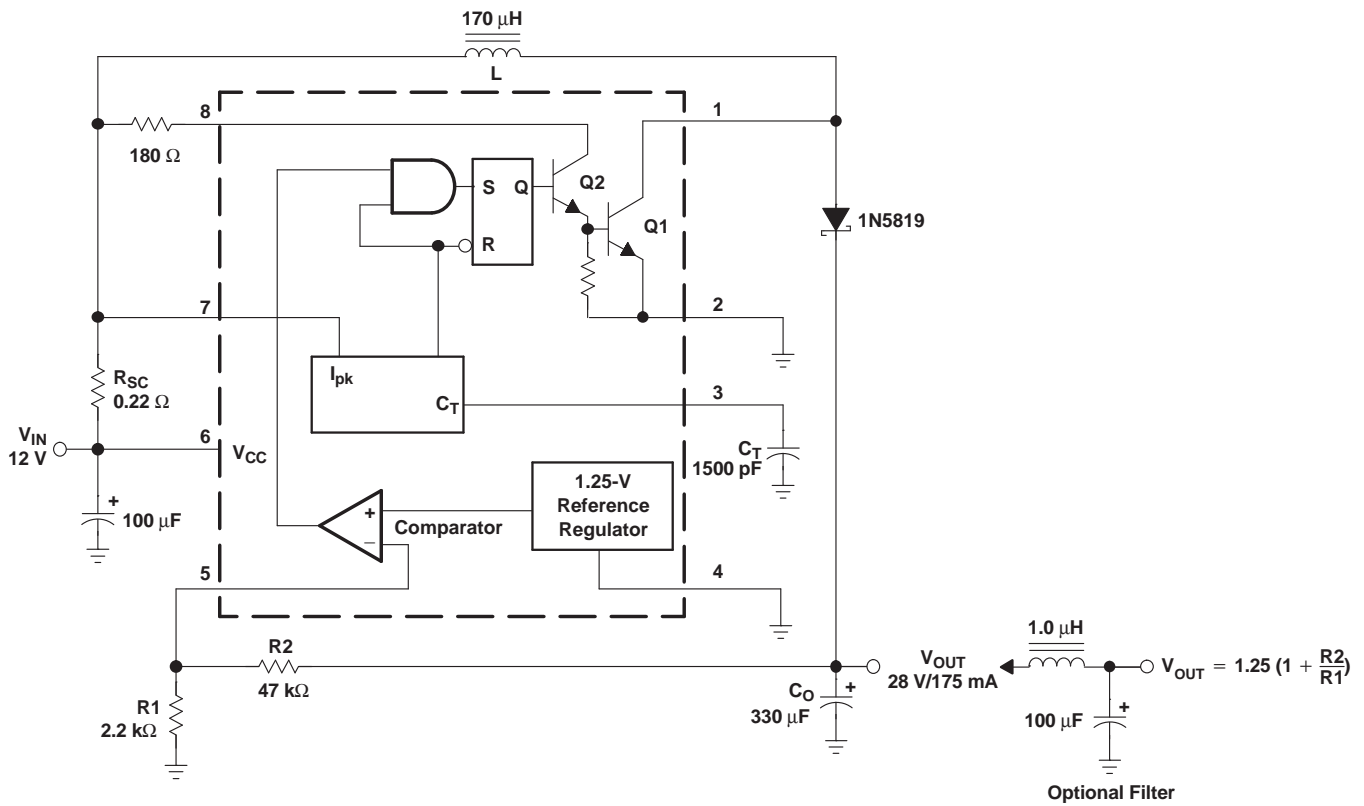 170 μH
L
8
1
180 Ω
S
Q
Q2
Q1
R
1N5819
7
2
RSC
0.22 Ω
Ipk
CT
3
VIN
12 V
6
VCC
CT
1500 pF
+
100 μF
+
–
Comparator
1.25-V
Reference
Regulator
5
4
R2
47 kΩ
R1
2.2 kΩ
VOUT
28 V/175 mA
CO
330 μF
+
1.0 μH
VOUT = 1.25 (1 + R2/R1)
100 μF
+
Optional Filter